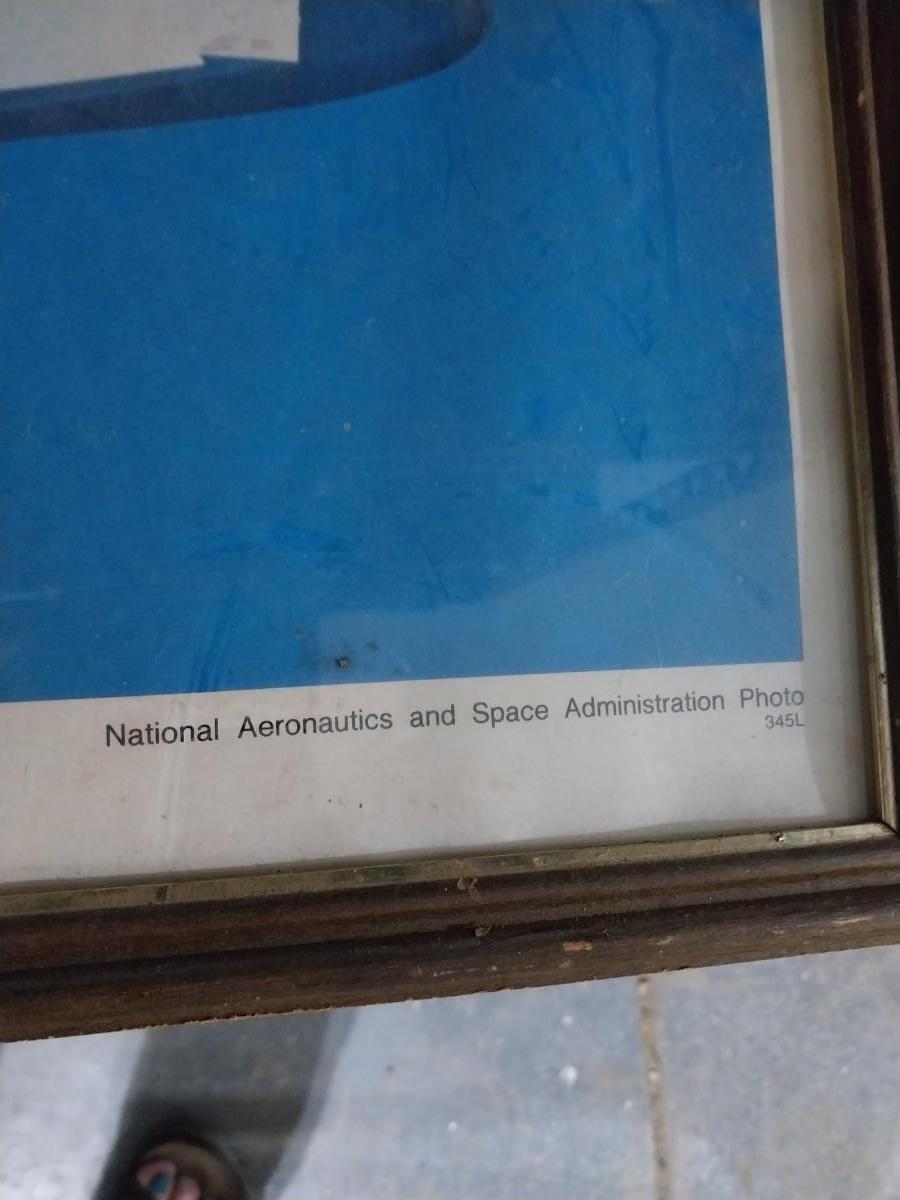 National Aeronautics and Space Administration Photo
345L